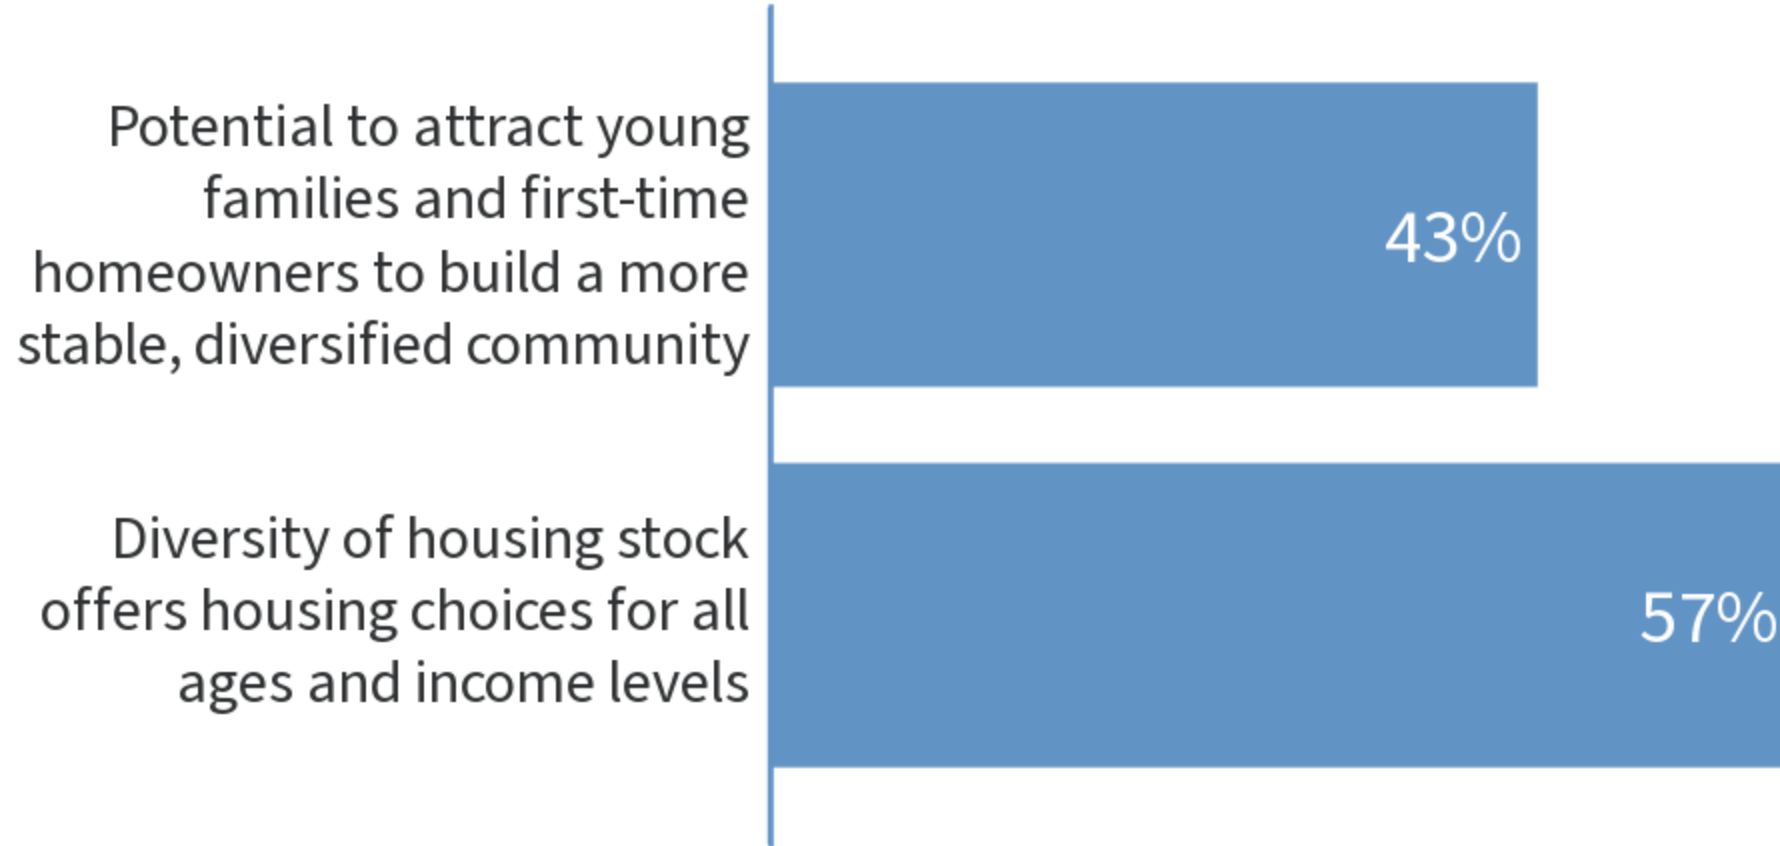 Potential to attract young
families and first-time
homeowners to build a more
stable, diversified community
43%
Diversity of housing stock
offers housing choices for all
ages and income levels
57%